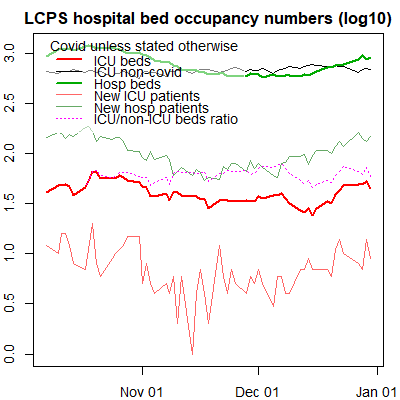 LCPS hospital bed occupancy numbers (log10)
Covid unless stated otherwise
ICU beds
ICU non-covid
Hosp beds
New ICU patients
New hosp patients
ICU/non-ICU beds ratio
3.0
2.5
2.0
1.5
1.0
0.5
0.0
Nov 01 Dec 01 Jan 01